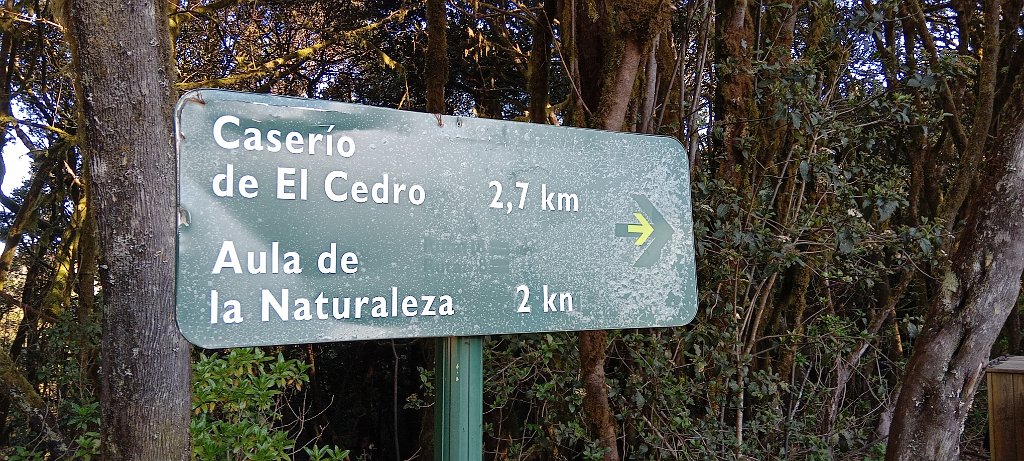 Caserío
de El Cedro 2,7 km
Aula de
la Naturaleza 2 kn